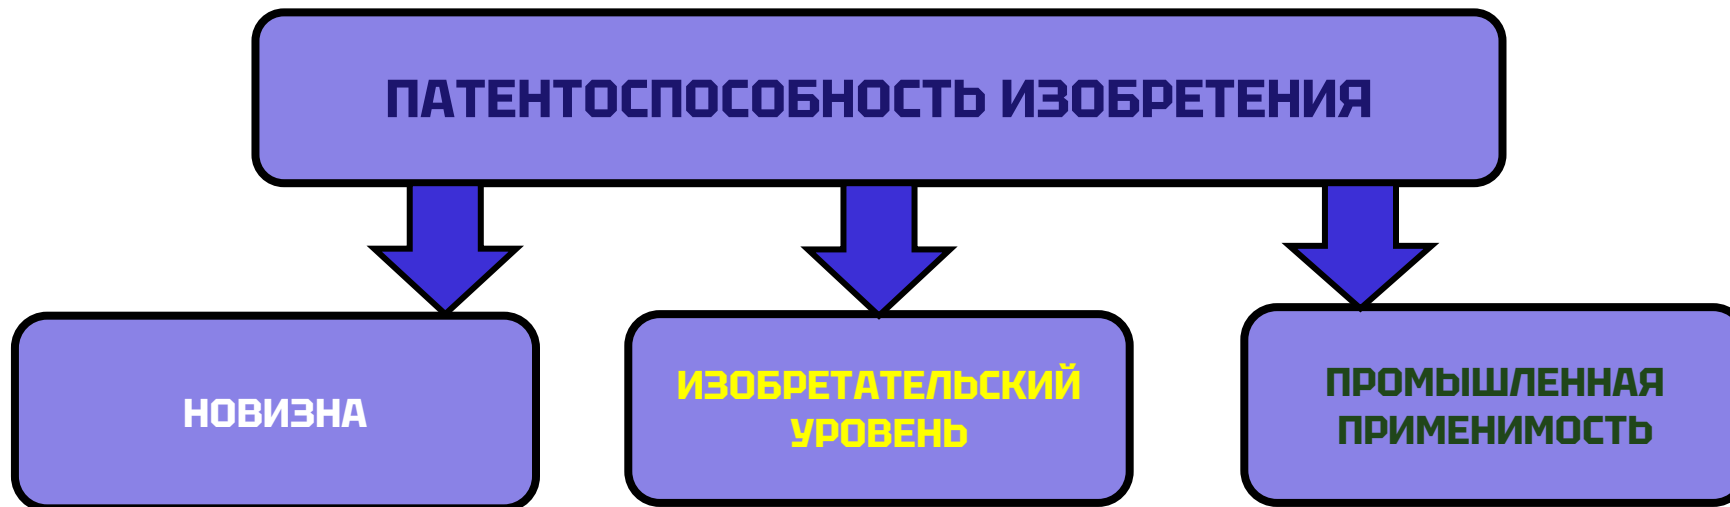 ПАТЕНТОСПОСОБНОСТЬ ИЗОБРЕТЕНИЯ
НОВИЗНА
ИЗОБРЕТАТЕЛЬСКИЙ
УРОВЕНЬ
ПРОМЫШЛЕННАЯ
ПРИМЕНИМОСТЬ